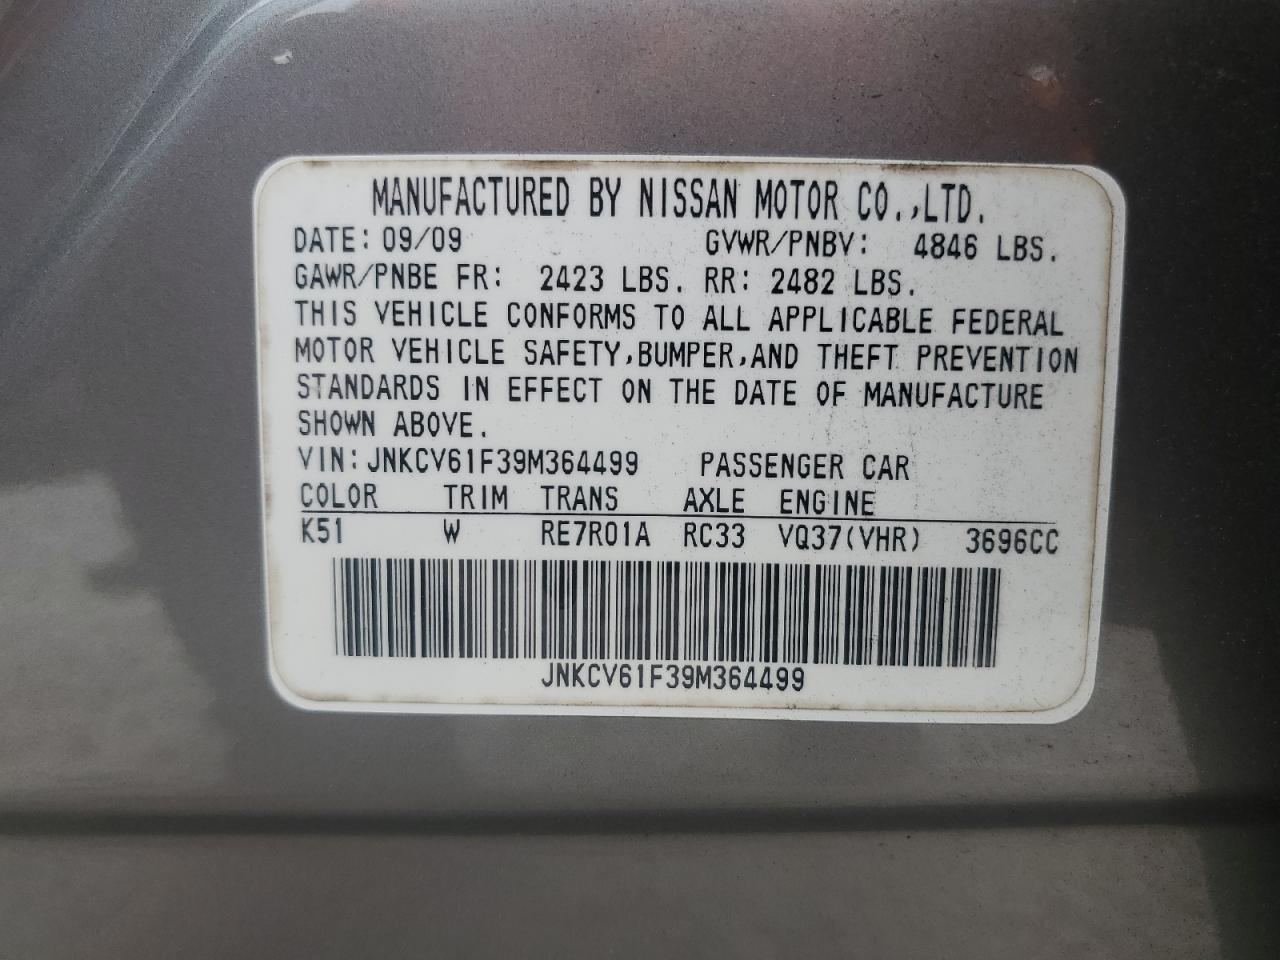 MANUFACTURED BY NISSAN MOTOR CO.,LTD.
DATE: 09/09 GVWR/PNBV: 4846 LBS.
GAWR/PNBE FR: 2423 LBS. RR: 2482 LBS.
THIS VEHICLE CONFORMS TO ALL APPLICABLE FEDERAL
MOTOR VEHICLE SAFETY,BUMPER,AND THEFT PREVENTION
STANDARDS IN EFFECT ON THE DATE OF MANUFACTURE
SHOWN ABOVE.
VIN: JNKCV61F39M364499 PASSENGER CAR
COLOR TRIM TRANS AXLE ENGINE
K51 W RE7R01A RC33 VQ37(VHR) 3696CC
JNKCV61F39M364499